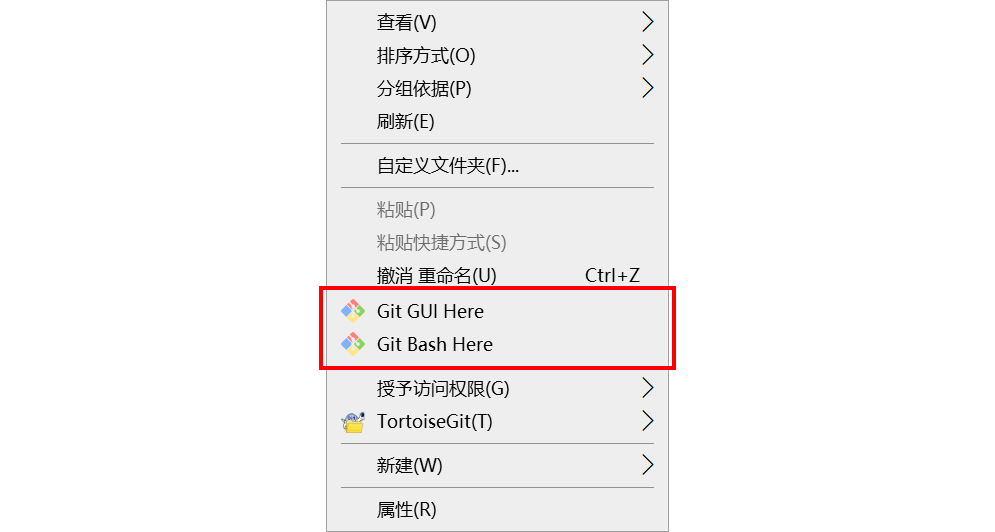 查看(V)
排序方式(O)
分组依据(P)
刷新(E)
自定义文件夹(F)...
粘贴(P)
粘贴快捷方式(S)
撤消 重命名(U) Ctrl+Z
Git GUI Here
Git Bash Here
授予访问权限(G)
TortoiseGit(T)
新建(W)
属性(R)